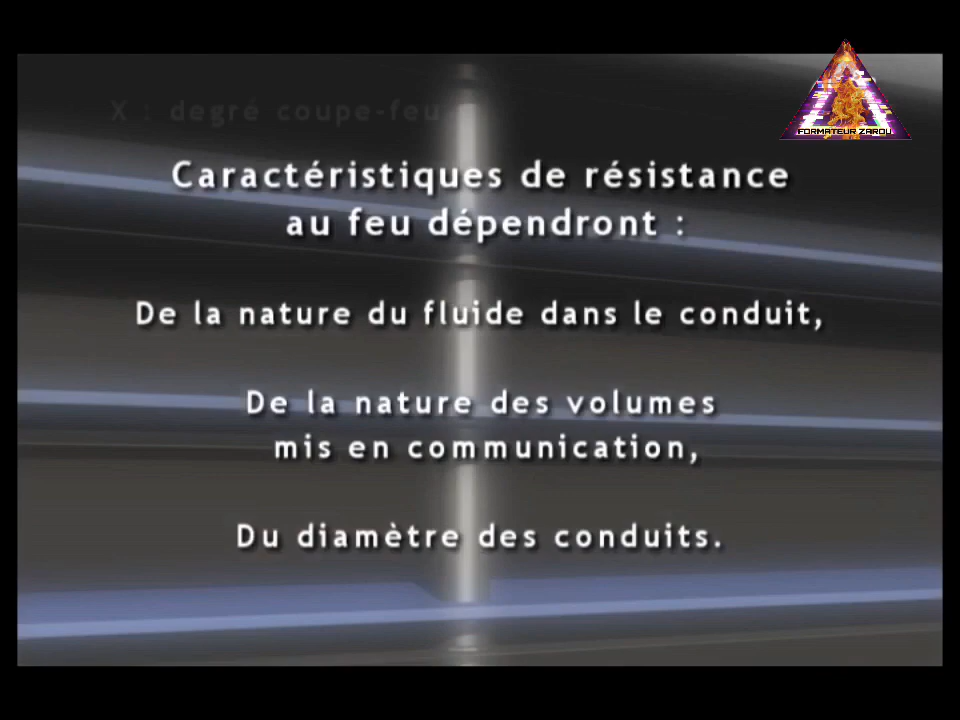 FORMATEUR ZAROU
X : degré coupe-feu
Caractéristiques de résistance
au feu dépendront :
De la nature du fluide dans le conduit,
De la nature des volumes
mis en communication,
Du diamètre des conduits.